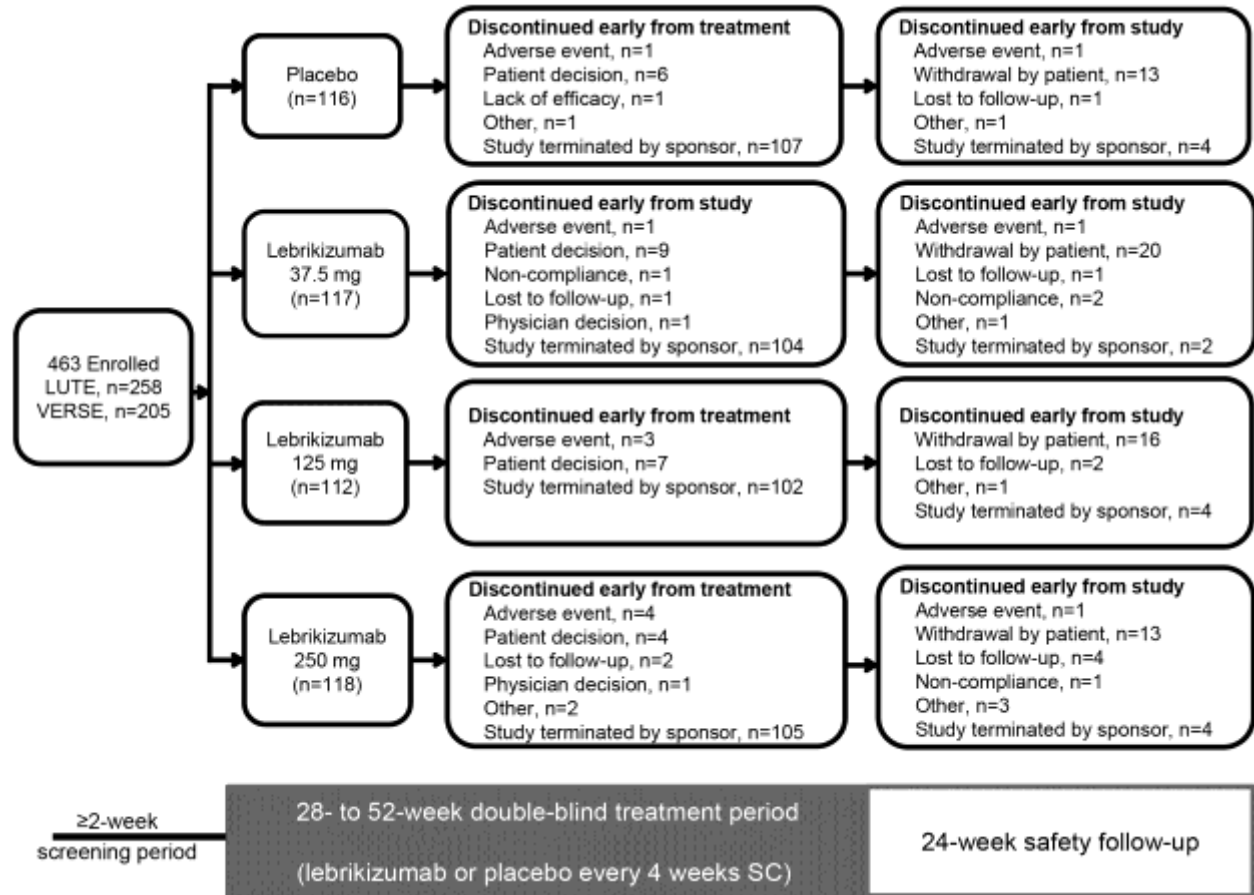 463 Enrolled
LUTE, n=258
VERSE, n=205
Placebo
(n=116)
Discontinued early from treatment
Adverse event, n=1
Patient decision, n=6
Lack of efficacy, n=1
Other, n=1
Study terminated by sponsor, n=107
Discontinued early from study
Adverse event, n=1
Withdrawal by patient, n=13
Lost to follow-up, n=1
Other, n=1
Study terminated by sponsor, n=4
Lebrikizumab
37.5 mg
(n=117)
Discontinued early from study
Adverse event, n=1
Patient decision, n=9
Non-compliance, n=1
Lost to follow-up, n=1
Physician decision, n=1
Study terminated by sponsor, n=104
Discontinued early from study
Adverse event, n=1
Withdrawal by patient, n=20
Lost to follow-up, n=1
Non-compliance, n=2
Other, n=1
Study terminated by sponsor, n=2
Lebrikizumab
125 mg
(n=112)
Discontinued early from treatment
Adverse event, n=3
Patient decision, n=7
Study terminated by sponsor, n=102
Discontinued early from study
Withdrawal by patient, n=16
Lost to follow-up, n=2
Other, n=1
Study terminated by sponsor, n=4
Lebrikizumab
250 mg
(n=118)
Discontinued early from treatment
Adverse event, n=4
Patient decision, n=4
Lost to follow-up, n=2
Physician decision, n=1
Other, n=2
Study terminated by sponsor, n=105
Discontinued early from study
Adverse event, n=1
Withdrawal by patient, n=13
Lost to follow-up, n=4
Non-compliance, n=1
Other, n=3
Study terminated by sponsor, n=4
≥2-week
screening period
28- to 52-week double-blind treatment period
(lebrikizumab or placebo every 4 weeks SC)
24-week safety follow-up